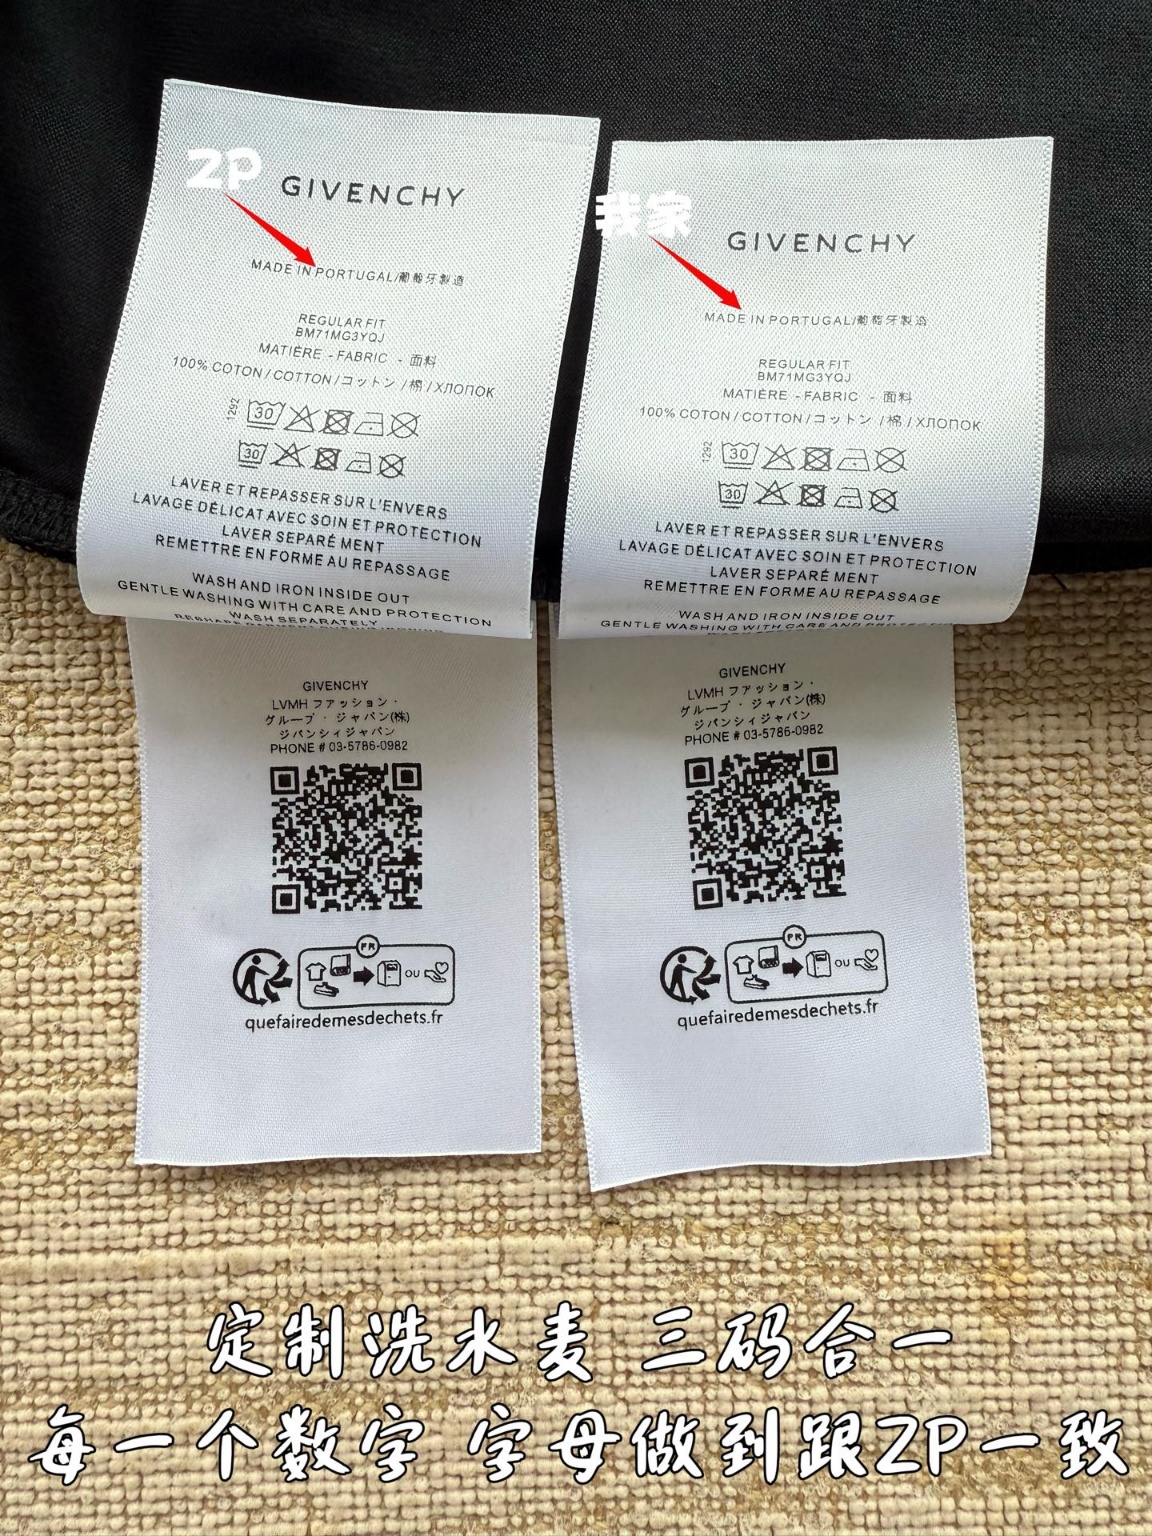 ZP
GIVENCHY
MADE IN PORTUGAL/葡萄牙製造
REGULAR FIT
BM71MG3YQJ
MATIÈRE - FABRIC - 面料
100% COTON / COTTON / コットン / 棉 / ХЛОПОК
1292
30
30
LAVER ET REPASSER SUR L'ENVERS
LAVAGE DÉLICAT AVEC SOIN ET PROTECTION
LAVER SEPARÉ MENT
REMETTRE EN FORME AU REPASSAGE
WASH AND IRON INSIDE OUT
GENTLE WASHING WITH CARE AND PROTECTION
WASH SEPARATELY
GIVENCHY
LVMH ファッション・
グループ・ジャパン(株)
ジバンシィジャパン
PHONE # 03-5786-0982
FR
OU
quefairedemesdechets.fr
我家
GIVENCHY
MADE IN PORTUGAL/葡萄牙製造
REGULAR FIT
BM71MG3YQJ
MATIÈRE - FABRIC - 面料
100% COTON / COTTON / コットン / 棉 / ХЛОПОК
1292
30
30
LAVER ET REPASSER SUR L'ENVERS
LAVAGE DÉLICAT AVEC SOIN ET PROTECTION
LAVER SEPARÉ MENT
REMETTRE EN FORME AU REPASSAGE
WASH AND IRON INSIDE OUT
GENTLE WASHING WITH CARE AND
GIVENCHY
LVMH ファッション・
グループ・ジャパン(株)
ジバンシィジャパン
PHONE # 03-5786-0982
FR
OU
quefairedemesdechets.fr
定制洗水麦 三码合一
每一个数字 字母做到跟ZP一致